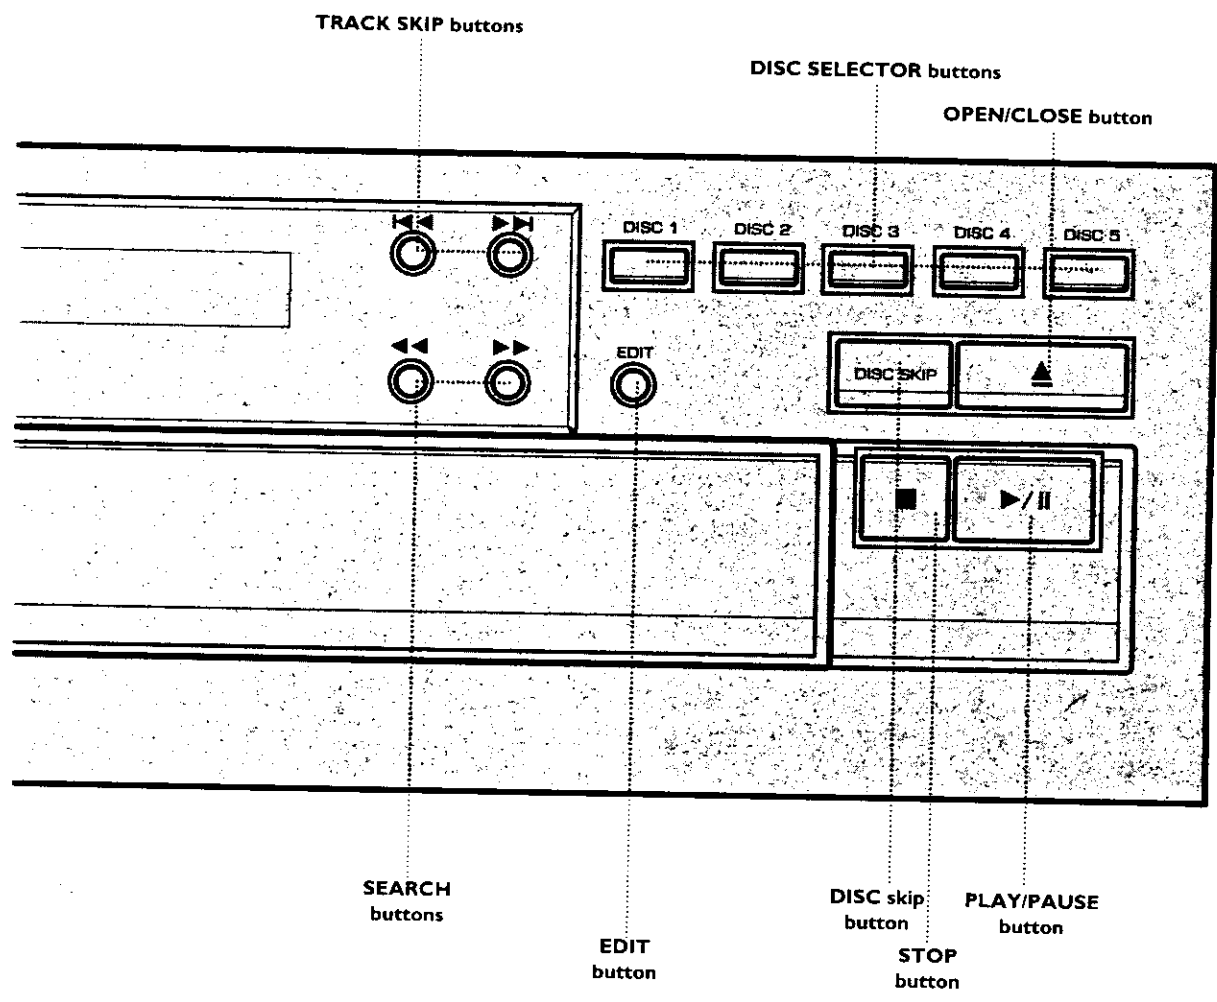 TRACK SKIP buttons
DISC SELECTOR buttons
OPEN/CLOSE button
DISC 1
DISC 2
DISC 3
DISC 4
DISC 5
EDIT
DISC SKIP
SEARCH
buttons
EDIT
button
DISC skip
button
STOP
button
PLAY/PAUSE
button